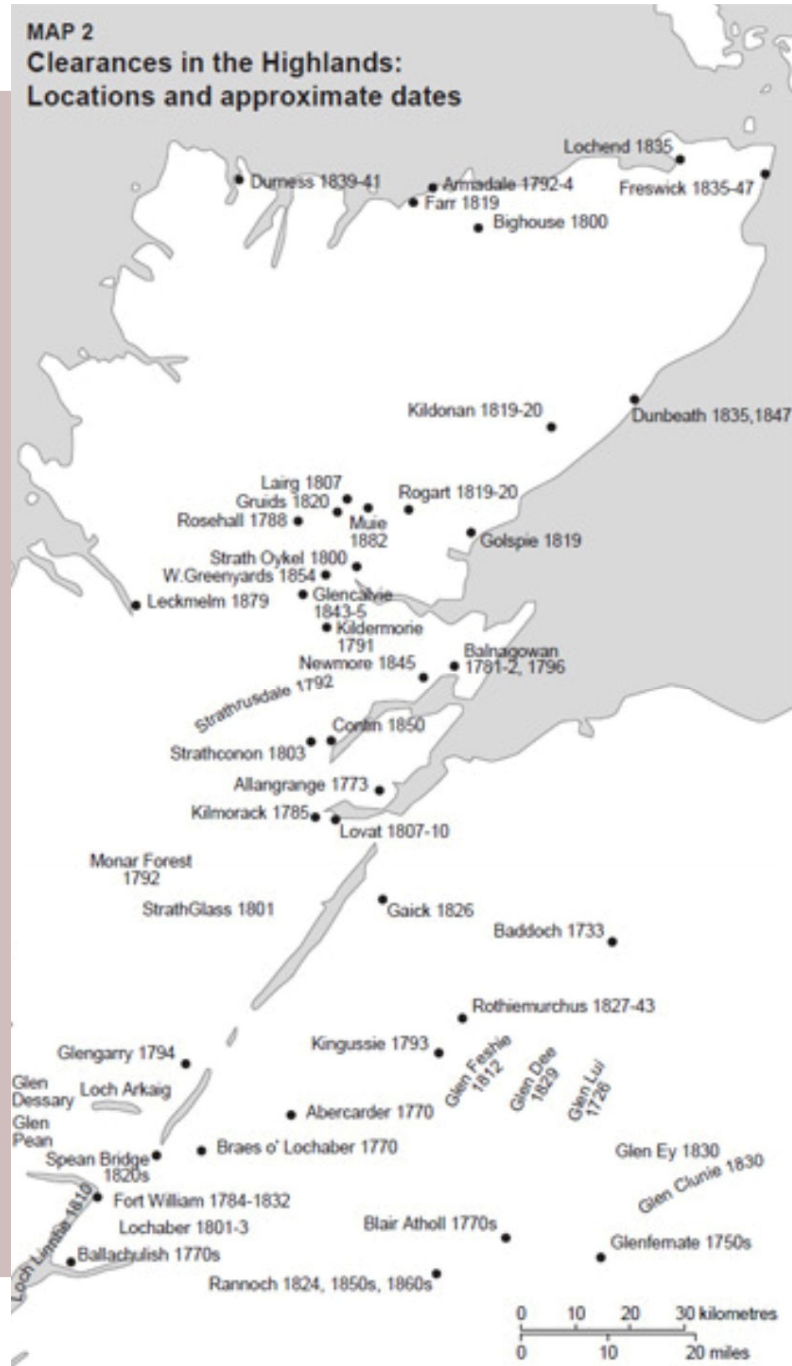 MAP 2
Clearances in the Highlands:
Locations and approximate dates
Lochend 1835
Durness 1839-41
Armadale 1792-4
Freswick 1835-47
Farr 1819
Bighouse 1800
Kildonan 1819-20
Dunbeath 1835,1847
Lairg 1807
Gruids 1820
Rogart 1819-20
Rosehall 1788
Muie
1882
Golspie 1819
Strath Oykel 1800
W.Greenyards 1854
Leckmelm 1879
Glencalvie
1843-5
Kildermorie
1791
Balnagowan
1781-2, 1796
Newmore 1845
Strathrusdale 1792
Contin 1850
Strathconon 1803
Allangrange 1773
Kilmorack 1785
Lovat 1807-10
Monar Forest
1792
StrathGlass 1801
Gaick 1826
Baddoch 1733
Rothiemurchus 1827-43
Kingussie 1793
Glengarry 1794
Glen Feshie
1812
Glen Dee
1829
Glen Lui
1726
Glen
Dessary
Loch Arkaig
Abercarder 1770
Glen
Pean
Braes o' Lochaber 1770
Spean Bridge
1820s
Glen Ey 1830
Glen Clunie 1830
Fort William 1784-1832
Loch Linnhe 1810
Lochaber 1801-3
Blair Atholl 1770s
Glenfernate 1750s
Ballachulish 1770s
Rannoch 1824, 1850s, 1860s
0 10 20 30 kilometres
0 10 20 miles